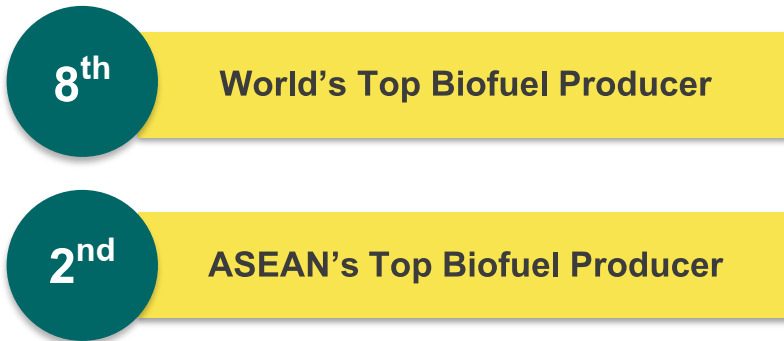 8th
World's Top Biofuel Producer
2nd
ASEAN's Top Biofuel Producer